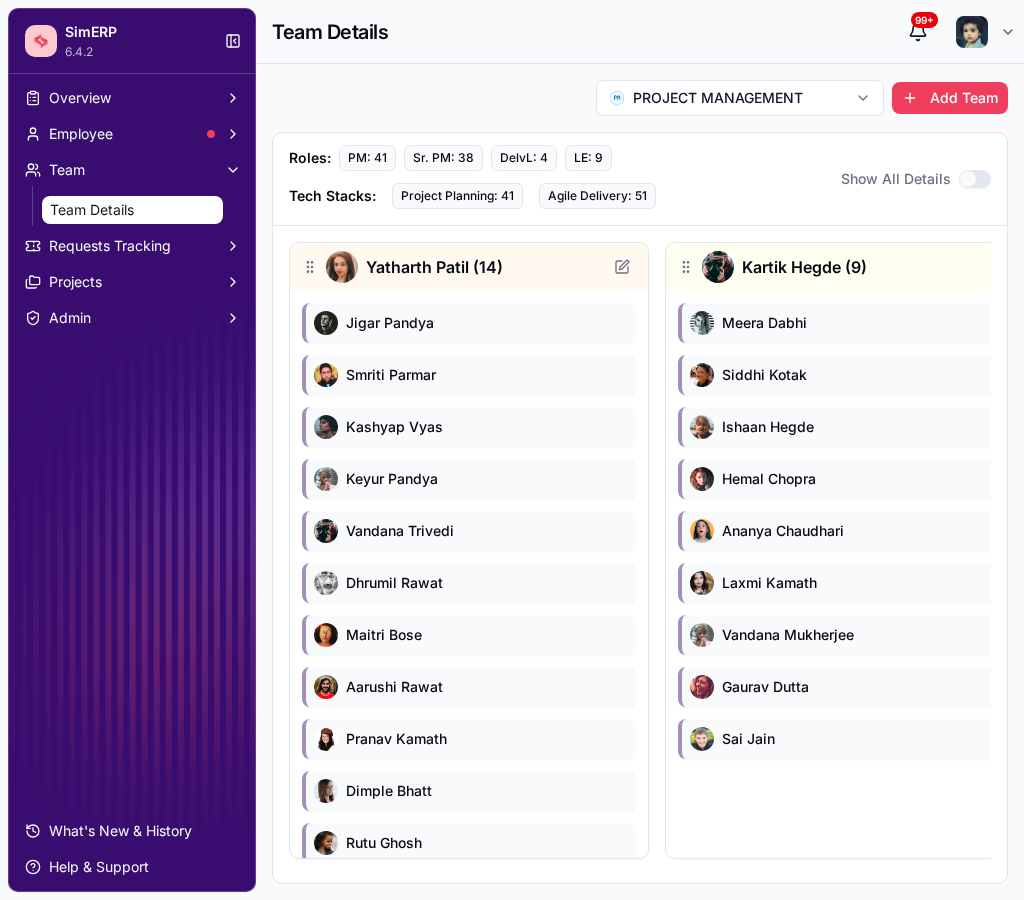 SimERP
6.4.2
Overview
Employee
Team
Team Details
Requests Tracking
Projects
Admin
What's New & History
Help & Support
Team Details
99+
PROJECT MANAGEMENT
Add Team
Roles: PM: 41 Sr. PM: 38 DelvL: 4 LE: 9
Tech Stacks: Project Planning: 41 Agile Delivery: 51
Show All Details
Yatharth Patil (14)
Jigar Pandya
Smriti Parmar
Kashyap Vyas
Keyur Pandya
Vandana Trivedi
Dhrumil Rawat
Maitri Bose
Aarushi Rawat
Pranav Kamath
Dimple Bhatt
Rutu Ghosh
Kartik Hegde (9)
Meera Dabhi
Siddhi Kotak
Ishaan Hegde
Hemal Chopra
Ananya Chaudhari
Laxmi Kamath
Vandana Mukherjee
Gaurav Dutta
Sai Jain